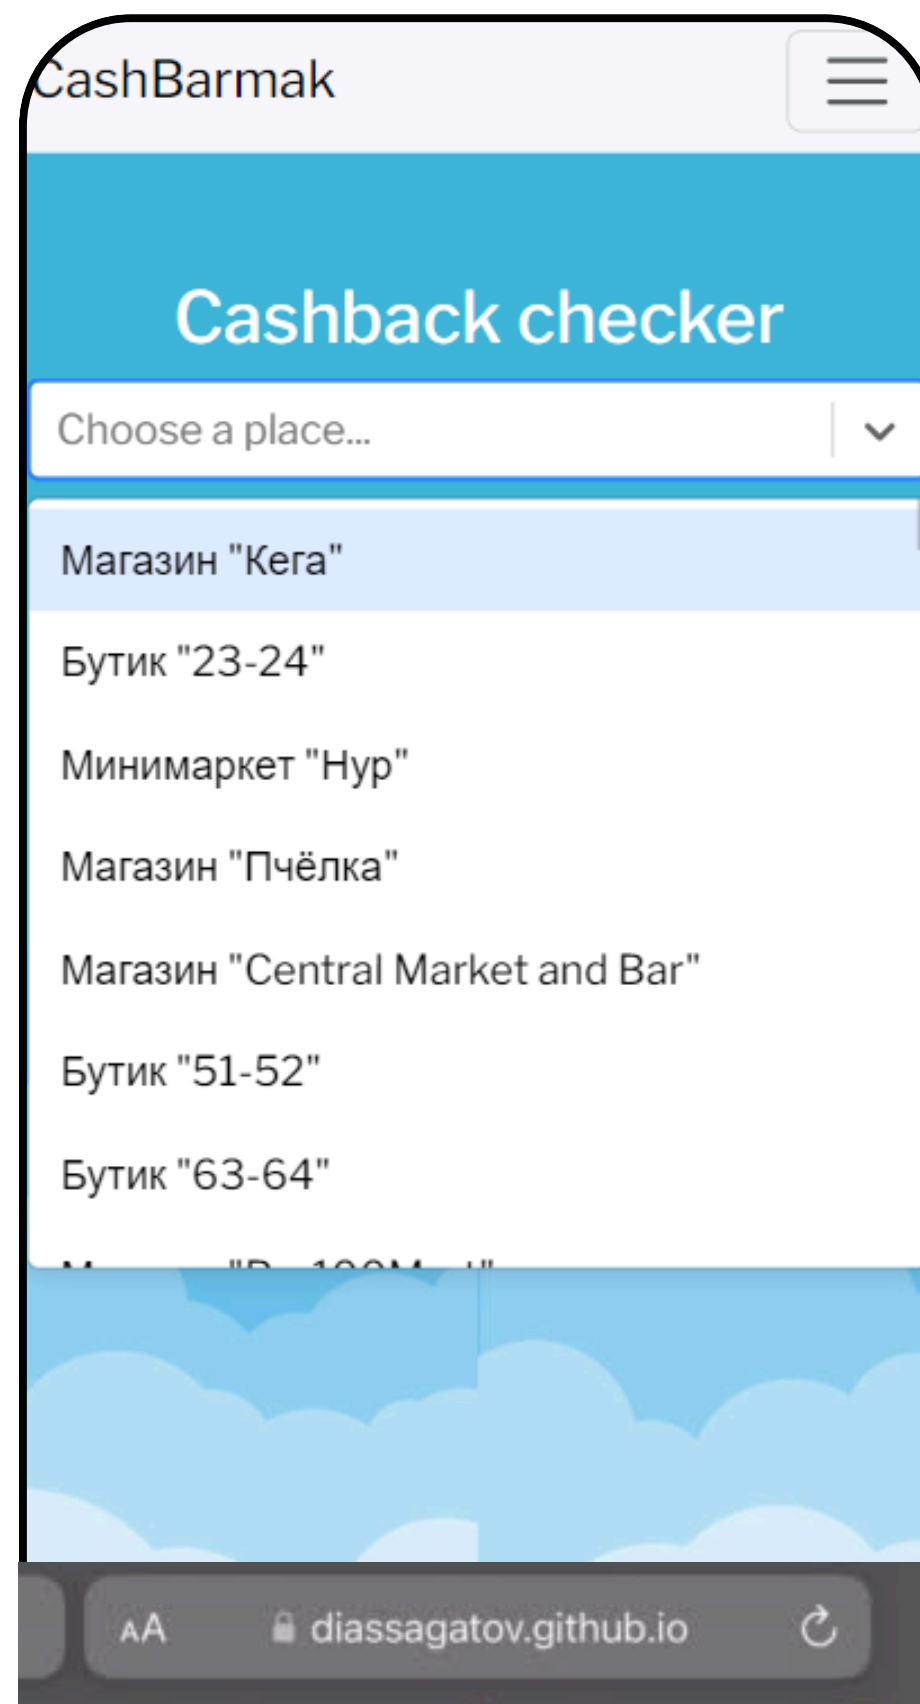 CashBarmak
Cashback checker
Choose a place...
Магазин "Кега"
Бутик "23-24"
Минимаркет "Нур"
Магазин "Пчёлка"
Магазин "Central Market and Bar"
Бутик "51-52"
Бутик "63-64"
AA diassagatov.github.io